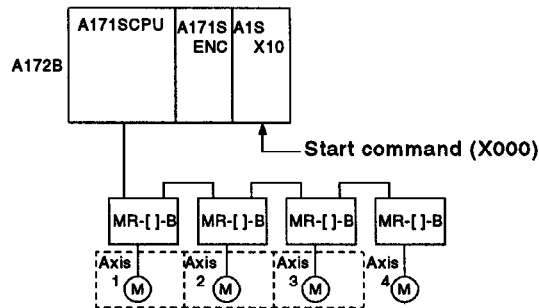 A171SCPU
A171S
ENC
A1S
X10
A172B
Start command (X000)
MR-[ ]-B
MR-[ ]-B
MR-[ ]-B
MR-[ ]-B
Axis
1
M
Axis
2
M
Axis
3
M
Axis
4
M